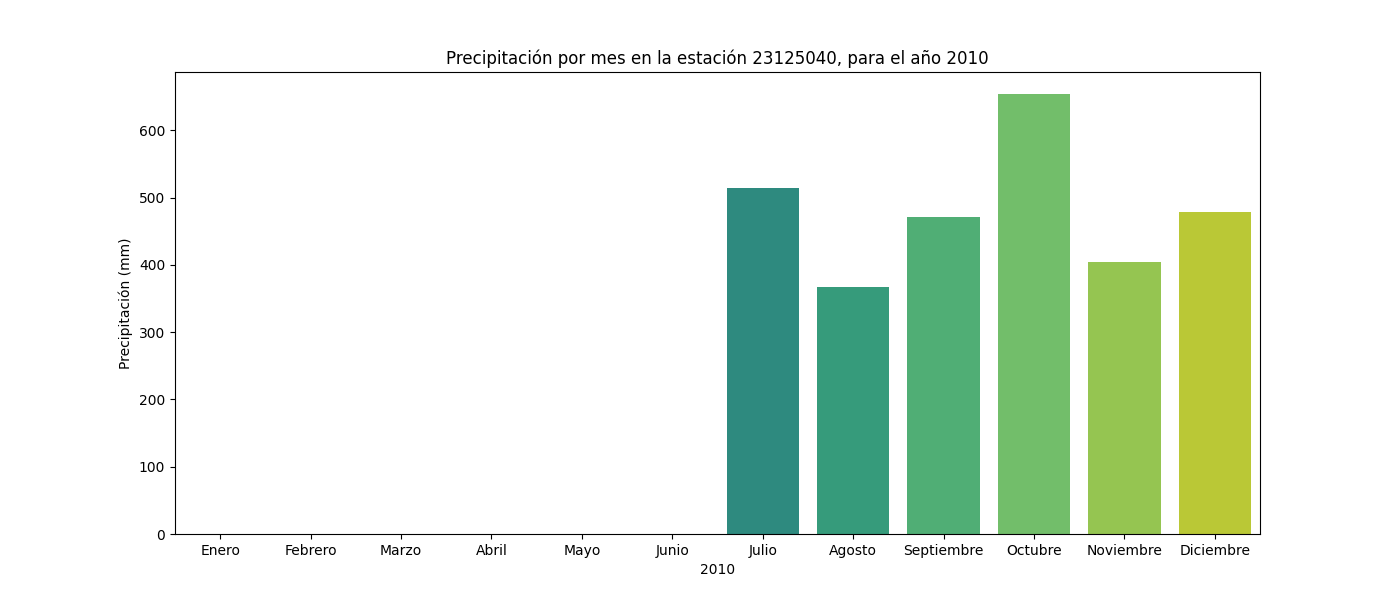 Precipitación por mes en la estación 23125040, para el año 2010
Precipitación (mm)
600
500
400
300
200
100
0
Enero Febrero Marzo Abril Mayo Junio Julio Agosto Septiembre Octubre Noviembre Diciembre
2010